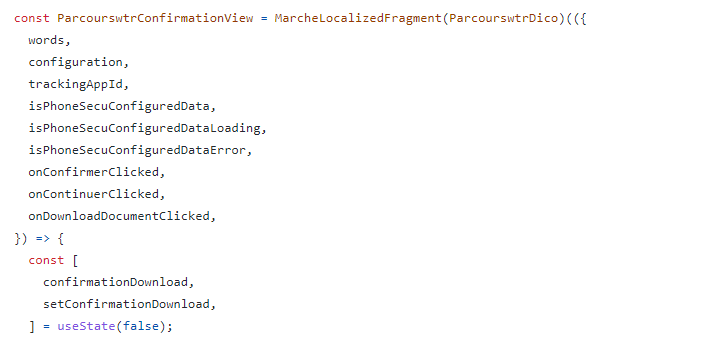 const ParcourswtrConfirmationView = MarcheLocalizedFragment(ParcourswtrDico)(({
  words,
  configuration,
  trackingAppId,
  isPhoneSecuConfiguredData,
  isPhoneSecuConfiguredDataLoading,
  isPhoneSecuConfiguredDataError,
  onConfirmerClicked,
  onContinuerClicked,
  onDownloadDocumentClicked,
}) => {
  const [
    confirmationDownload,
    setConfirmationDownload,
  ] = useState(false);